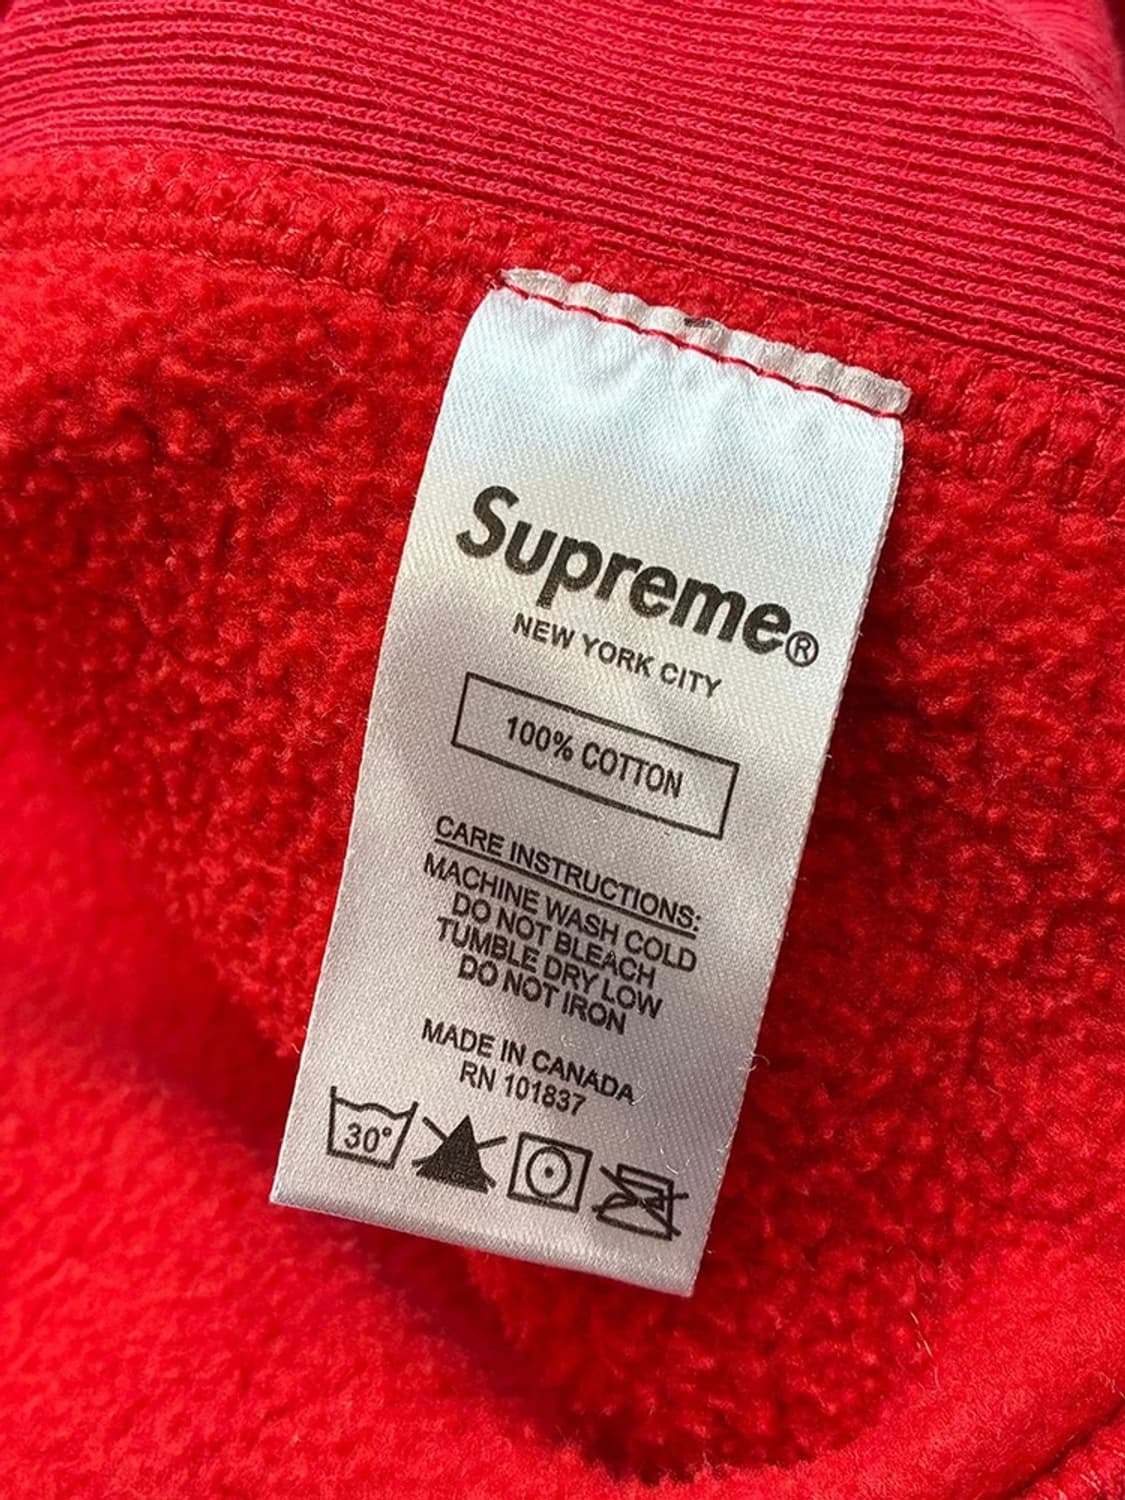 Supreme®
NEW YORK CITY
100% COTTON
CARE INSTRUCTIONS:
MACHINE WASH COLD
DO NOT BLEACH
TUMBLE DRY LOW
DO NOT IRON
MADE IN CANADA
RN 101837
30°